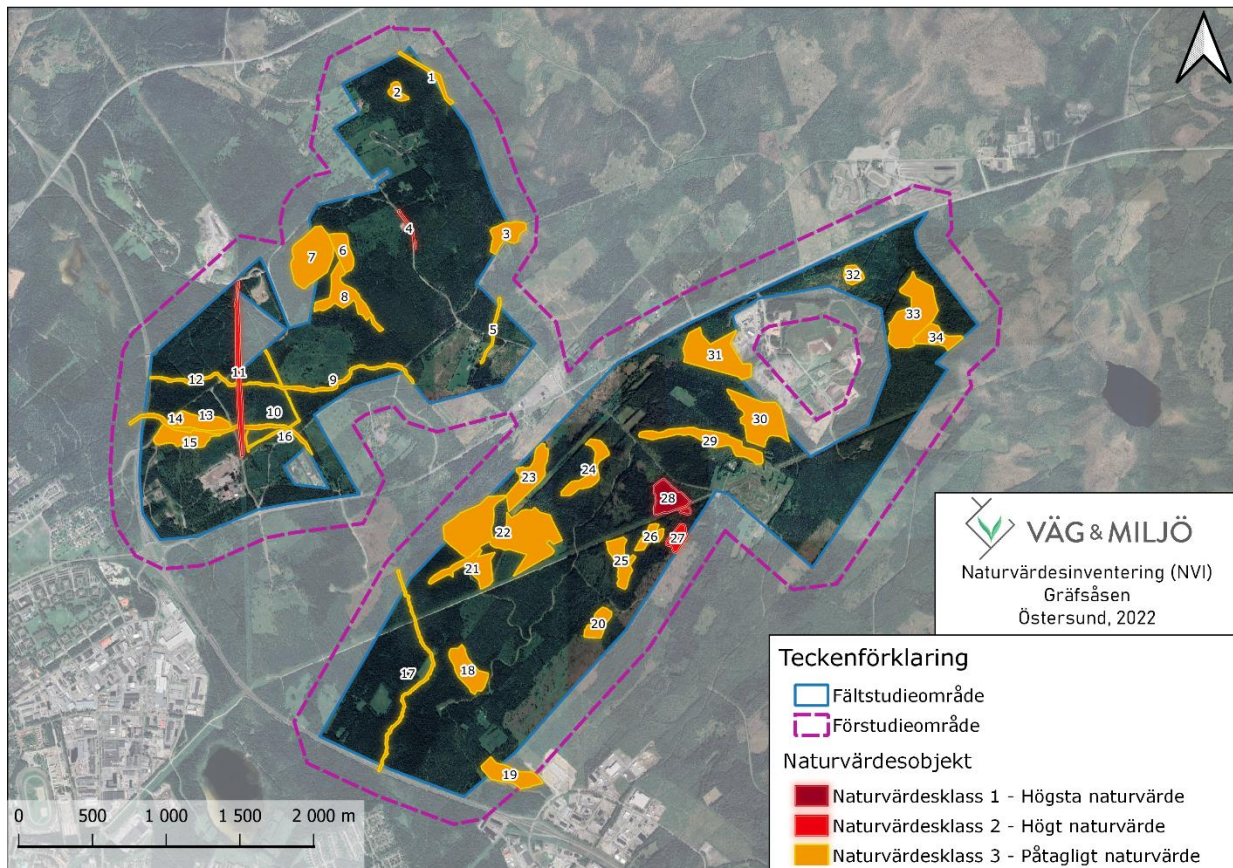 1
2
3
4
5
6
7
8
9
10
11
12
13
14
15
16
17
18
19
20
21
22
23
24
25
26
27
28
29
30
31
32
33
34
VÄG & MILJÖ
Naturvärdesinventering (NVI)
Gräfsåsen
Östersund, 2022
Teckenförklaring
Fältstudieområde
Förstudieområde
Naturvärdesobjekt
Naturvärdesklass 1 - Högsta naturvärde
Naturvärdesklass 2 - Högt naturvärde
Naturvärdesklass 3 - Påtagligt naturvärde
0 500 1 000 1 500 2 000 m